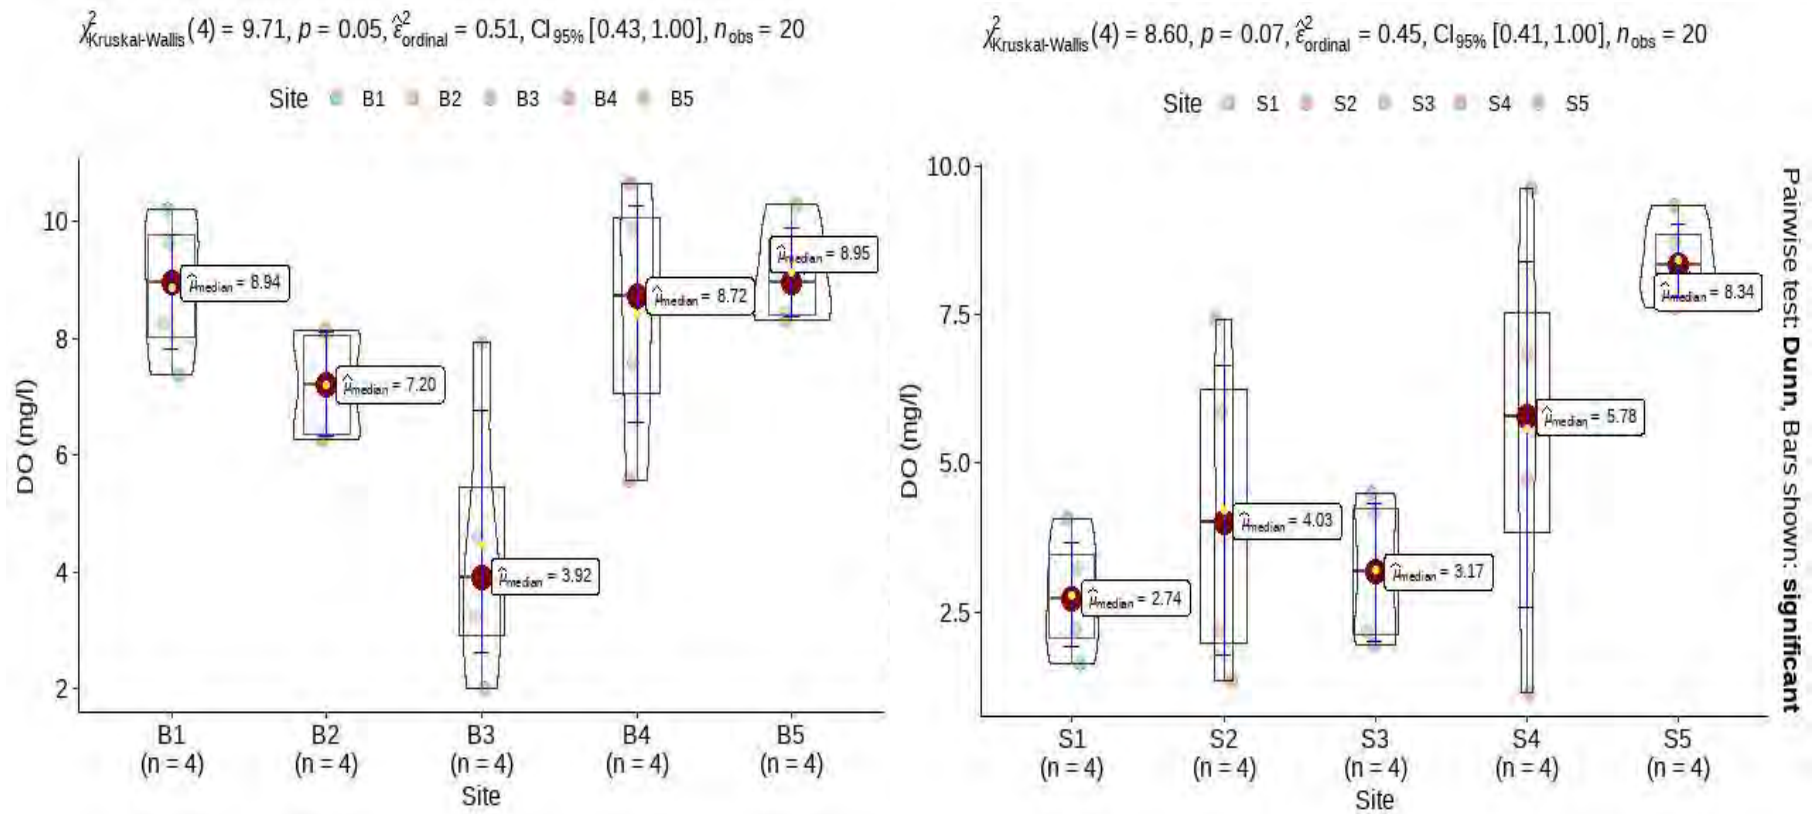 χ²Kruskal-Wallis(4) = 9.71, p = 0.05, ε̂²ordinal = 0.51, CI95% [0.43, 1.00], nobs = 20
Site B1 B2 B3 B4 B5
DO (mg/l)
10
8
6
4
2
μ̂median = 8.94
μ̂median = 7.20
μ̂median = 3.92
μ̂median = 8.72
μ̂median = 8.95
B1 B2 B3 B4 B5
(n = 4) (n = 4) (n = 4) (n = 4) (n = 4)
Site
χ²Kruskal-Wallis(4) = 8.60, p = 0.07, ε̂²ordinal = 0.45, CI95% [0.41, 1.00], nobs = 20
Site S1 S2 S3 S4 S5
DO (mg/l)
10.0
7.5
5.0
2.5
μ̂median = 2.74
μ̂median = 4.03
μ̂median = 3.17
μ̂median = 5.78
μ̂median = 8.34
S1 S2 S3 S4 S5
(n = 4) (n = 4) (n = 4) (n = 4) (n = 4)
Site
Pairwise test: Dunn, Bars shown: significant